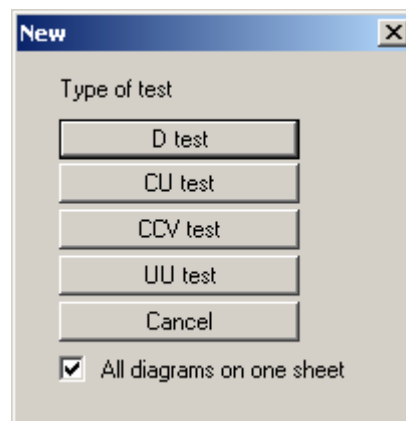 New
Type of test
D test
CU test
CCV test
UU test
Cancel
All diagrams on one sheet